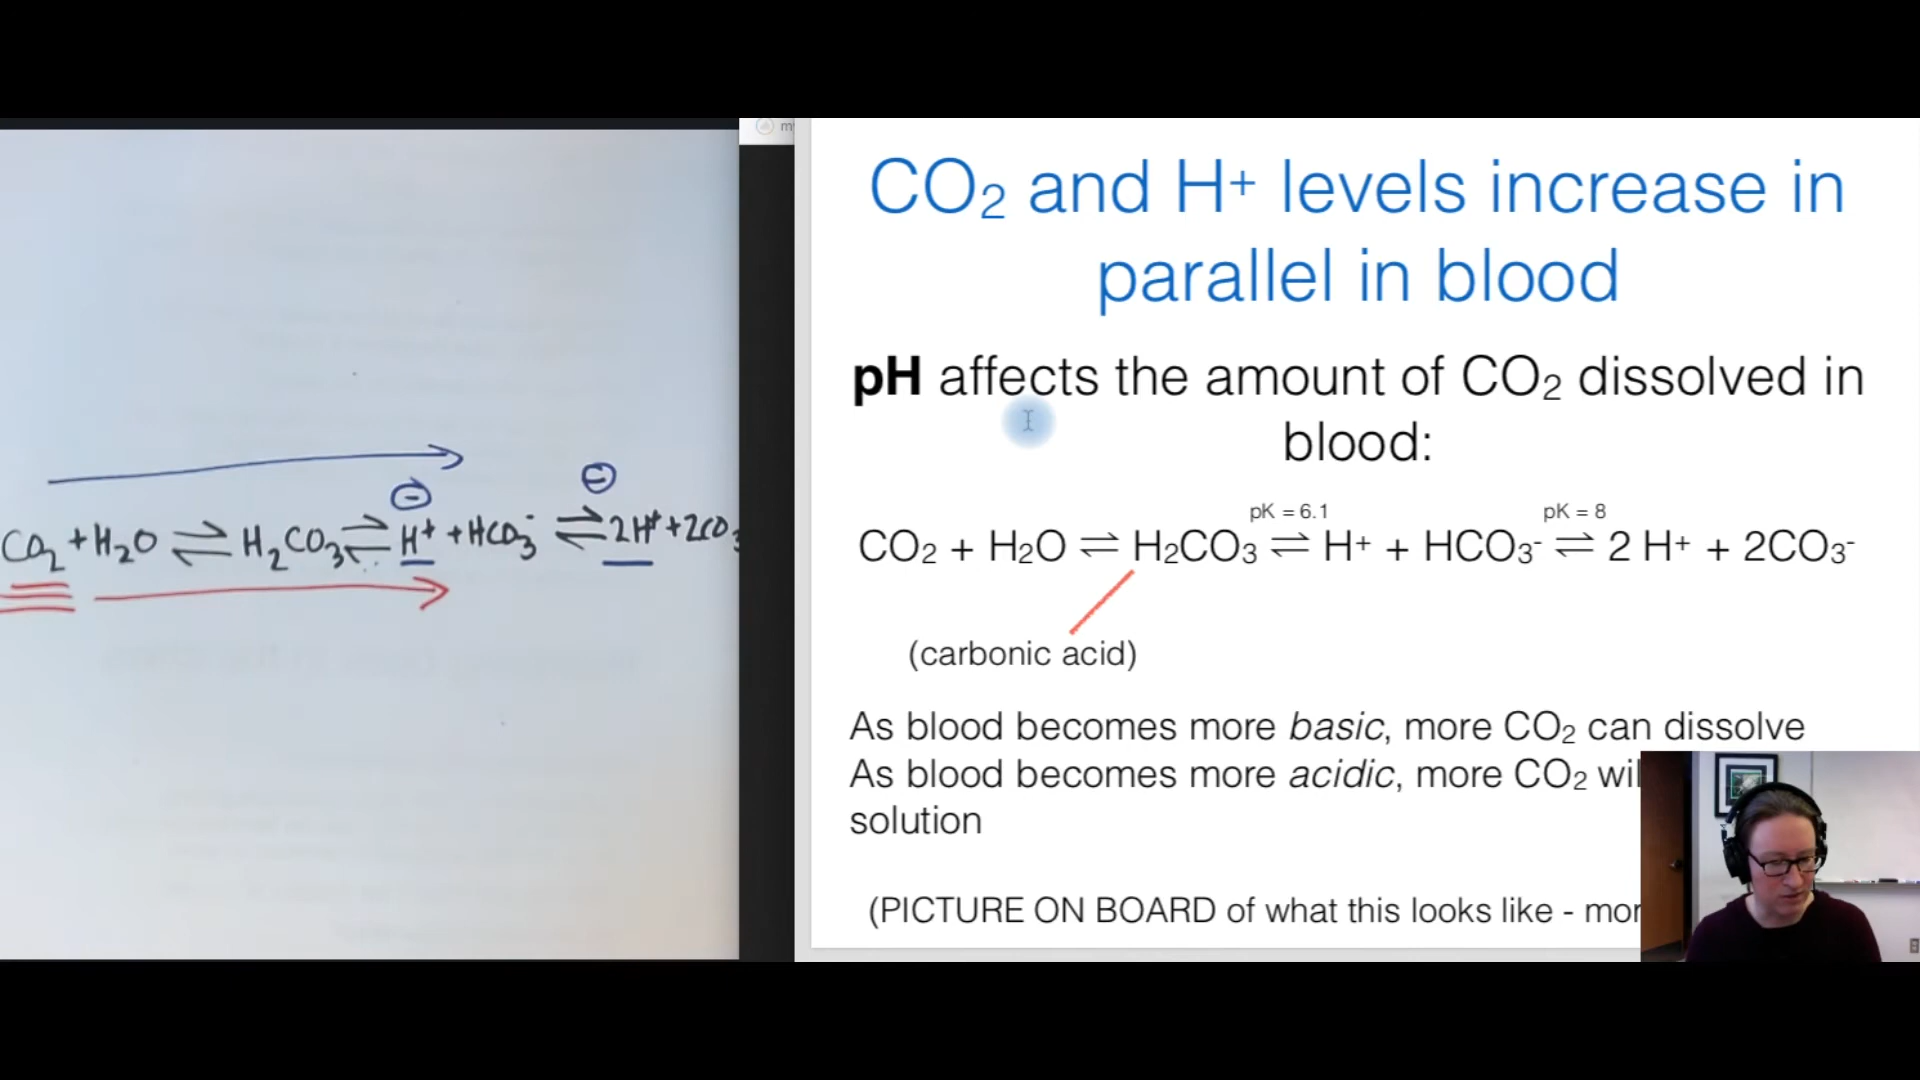 ⊖
⊖
CO₂ + H₂O ⇌ H₂CO₃ ⇌ H⁺ + HCO₃⁻ ⇌ 2H⁺ + 2CO₃
CO₂ and H⁺ levels increase in
parallel in blood
pH affects the amount of CO₂ dissolved in
blood:
pK = 6.1 pK = 8
CO₂ + H₂O ⇌ H₂CO₃ ⇌ H⁺ + HCO₃⁻ ⇌ 2 H⁺ + 2CO₃⁻
(carbonic acid)
As blood becomes more basic, more CO₂ can dissolve
As blood becomes more acidic, more CO₂
solution
(PICTURE ON BOARD of what this looks like -